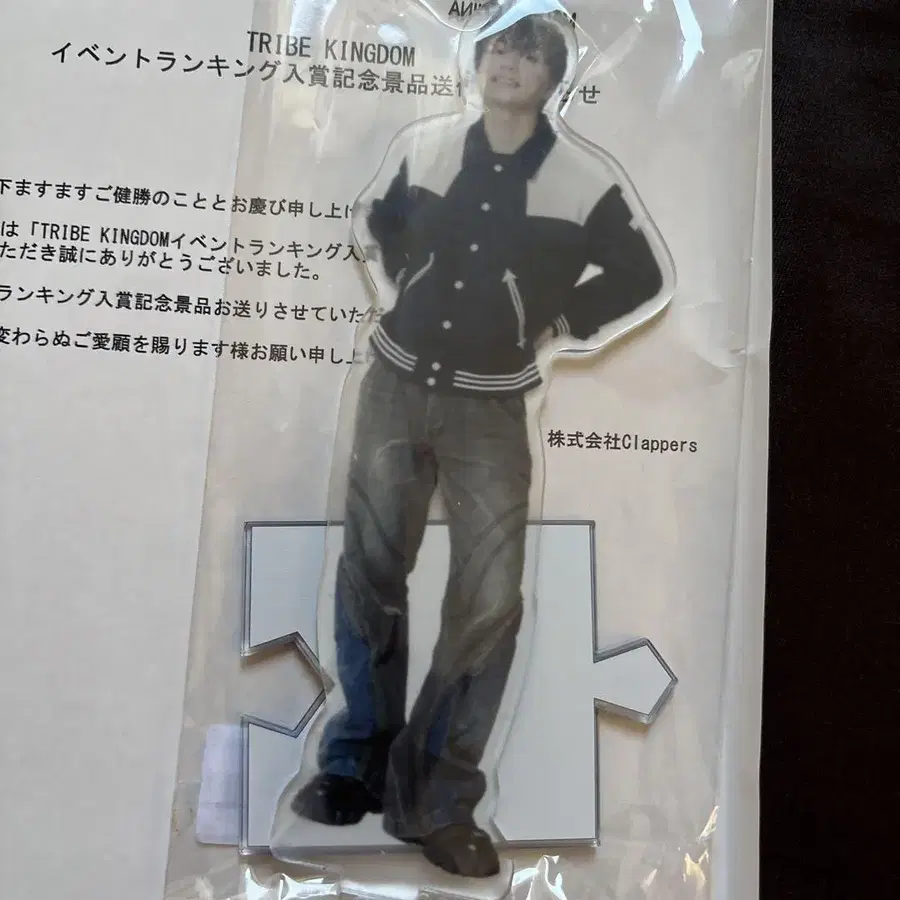 TRIBE KINGDOM
イベントランキング入賞記念景品送
せ
下ますますご健勝のこととお慶び申し上げ
は「TRIBE KINGDOMイベントランキング入賞
ただき誠にありがとうございました。
ランキング入賞記念景品お送りさせていただ
変わらぬご愛顧を賜ります様お願い申し上げ
株式会社Clappers